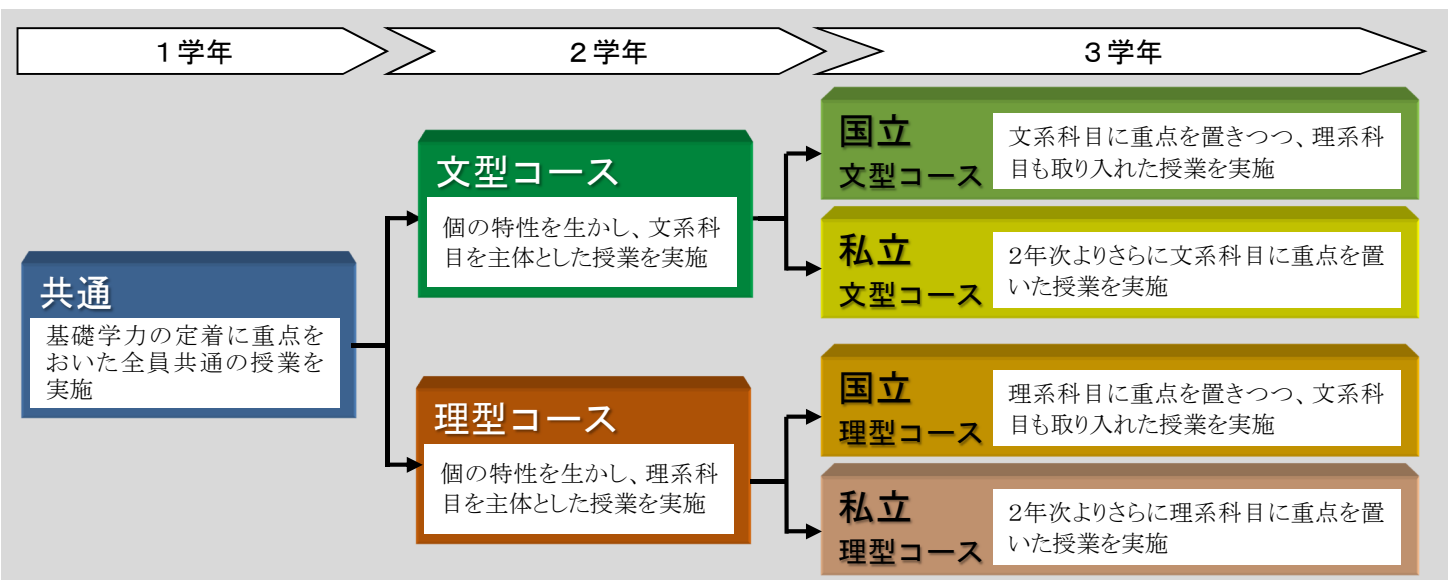 1学年
2学年
3学年
共通
基礎学力の定着に重点を
おいた全員共通の授業を
実施
文型コース
個の特性を生かし、文系科
目を主体とした授業を実施
理型コース
個の特性を生かし、理系科
目を主体とした授業を実施
国立
文型コース
文系科目に重点を置きつつ、理系科
目も取り入れた授業を実施
私立
文型コース
2年次よりさらに文系科目に重点を置
いた授業を実施
国立
理型コース
理系科目に重点を置きつつ、文系科
目も取り入れた授業を実施
私立
理型コース
2年次よりさらに理系科目に重点を置
いた授業を実施